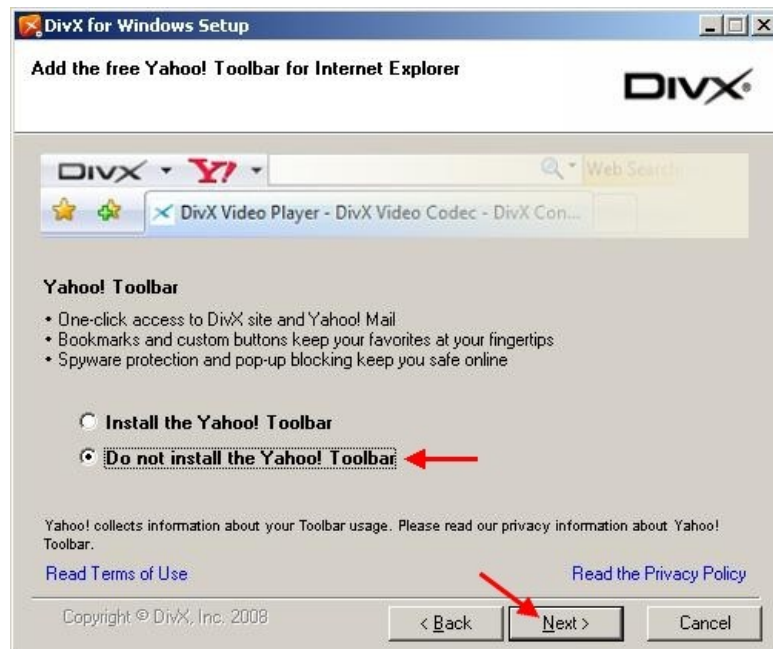 DivX for Windows Setup
Add the free Yahoo! Toolbar for Internet Explorer
DIVX®
DIVX Y!
Web Search
DivX Video Player - DivX Video Codec - DivX Con...
Yahoo! Toolbar
• One-click access to DivX site and Yahoo! Mail
• Bookmarks and custom buttons keep your favorites at your fingertips
• Spyware protection and pop-up blocking keep you safe online
Install the Yahoo! Toolbar
Do not install the Yahoo! Toolbar
Yahoo! collects information about your Toolbar usage. Please read our privacy information about Yahoo!
Toolbar.
Read Terms of Use Read the Privacy Policy
Copyright © DivX, Inc. 2008 < Back Next > Cancel